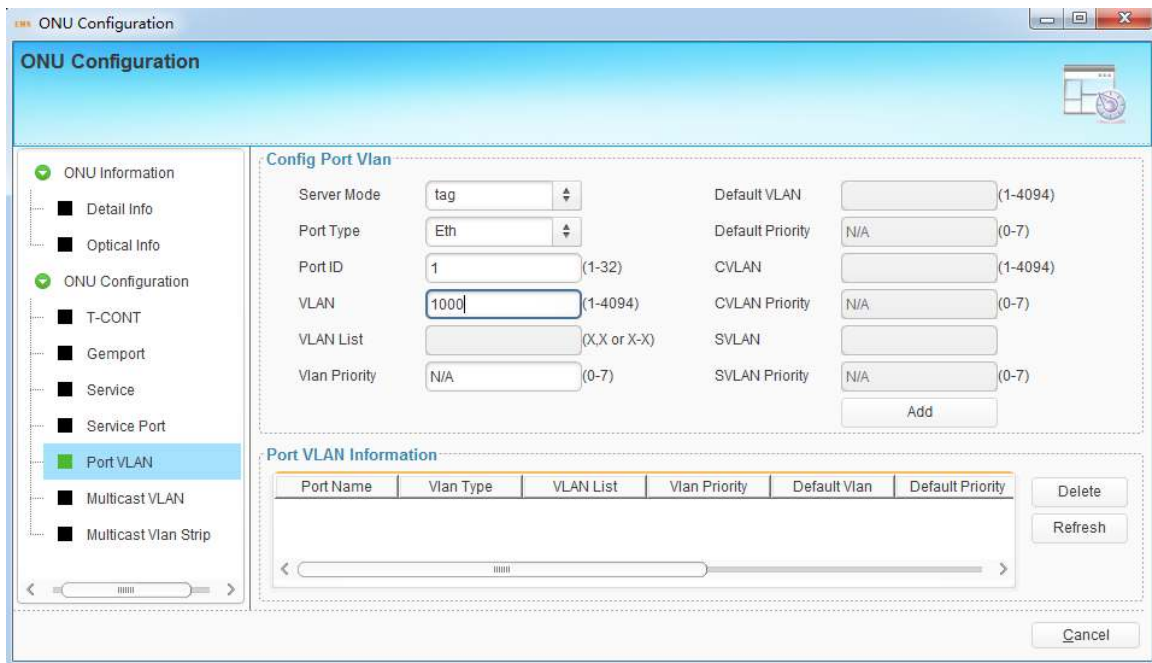 CMS ONU Configuration
ONU Configuration
ONU Information
Detail Info
Optical Info
ONU Configuration
T-CONT
Gemport
Service
Service Port
Port VLAN
Multicast VLAN
Multicast Vlan Strip
Config Port Vlan
Server Mode tag Default VLAN (1-4094)
Port Type Eth Default Priority N/A (0-7)
Port ID 1 (1-32) CVLAN (1-4094)
VLAN 1000 (1-4094) CVLAN Priority N/A (0-7)
VLAN List (X,X or X-X) SVLAN
Vlan Priority N/A (0-7) SVLAN Priority N/A (0-7)
Add
Port VLAN Information
Port Name Vlan Type VLAN List Vlan Priority Default Vlan Default Priority
Delete
Refresh
Cancel